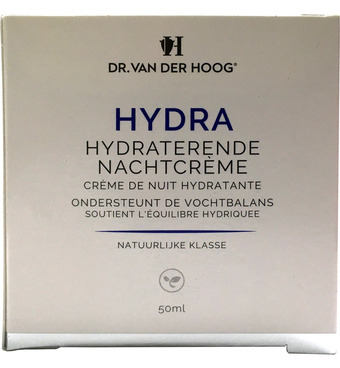 DR. VAN DER HOOG®
HYDRA
HYDRATERENDE
NACHTCRÈME
CRÈME DE NUIT HYDRATANTE
ONDERSTEUNT DE VOCHTBALANS
SOUTIENT L'ÉQUILIBRE HYDRIQUEE
NATUURLIJKE KLASSE
50ml